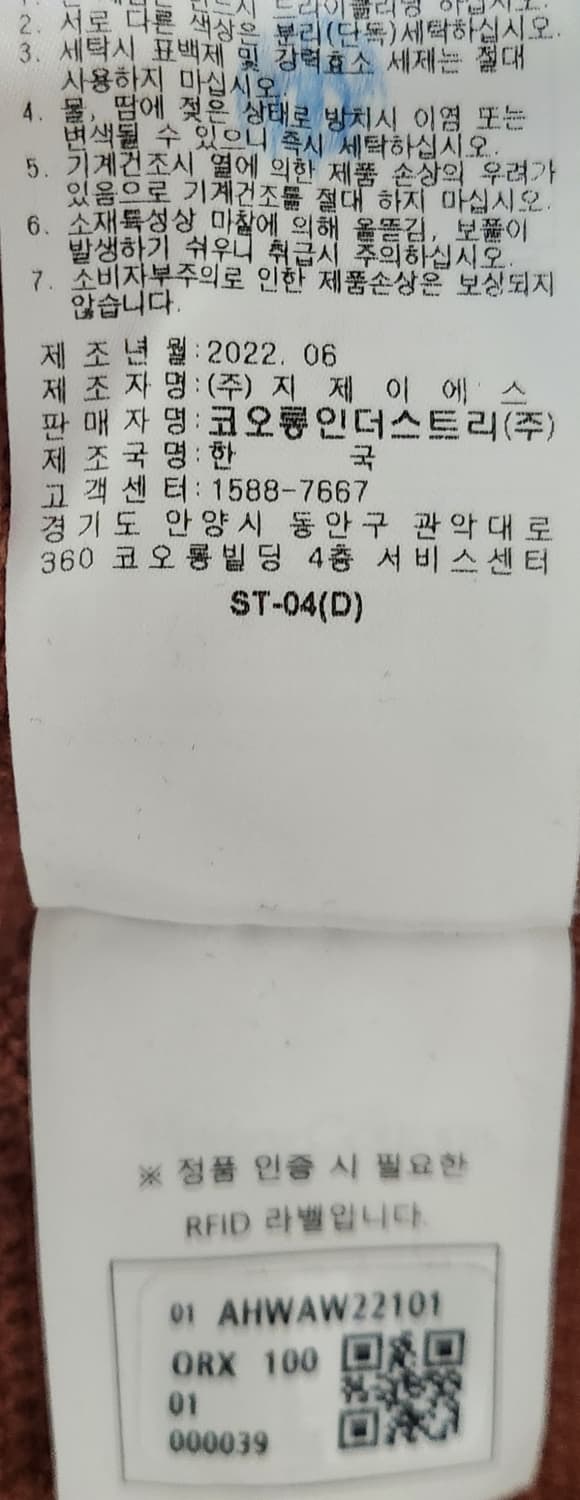 2. 서로 다른 색상은 분리(단독)세탁하십시오.
3. 세탁시 표백제 및 강력효소 세제는 절대
사용하지 마십시오.
4. 물, 땀에 젖은 상태로 방치시 이염 또는
변색될 수 있으니 즉시 세탁하십시오.
5. 기계건조시 열에 의한 제품 손상의 우려가
있음으로 기계건조를 절대 하지 마십시오.
6. 소재특성상 마찰에 의해 올뜯김, 보풀이
발생하기 쉬우니 취급시 주의하십시오.
7. 소비자부주의로 인한 제품손상은 보상되지
않습니다.
제 조 년 월:2022. 06
제 조 자 명:(주) 지 제 이 에 스
판 매 자 명:코오롱인더스트리(주)
제 조 국 명:한 국
고 객 센 터:1588-7667
경기도 안양시 동안구 관악대로
360 코오롱빌딩 4층 서비스센터
ST-04(D)
※ 정품 인증 시 필요한
RFID 라벨입니다.
01 AHWAW22101
ORX 100
01
000039